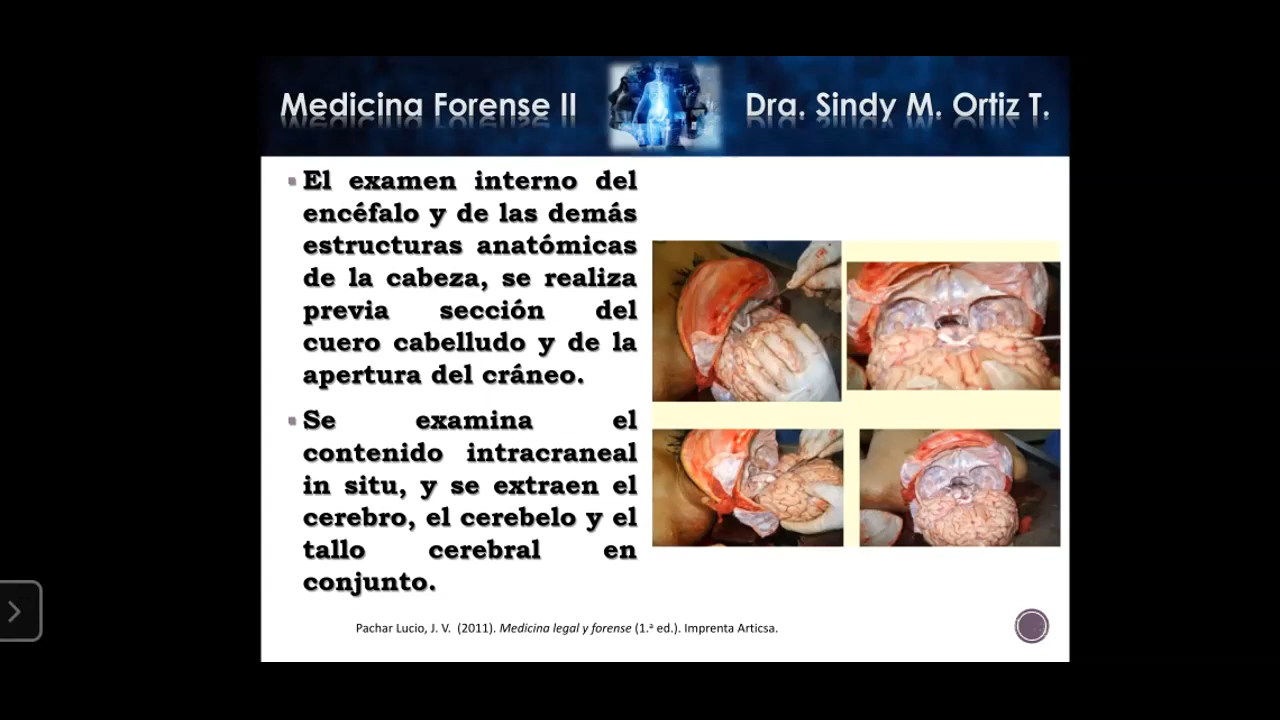 Medicina Forense II
Dra. Sindy M. Ortiz T.
El examen interno del
encéfalo y de las demás
estructuras anatómicas
de la cabeza, se realiza
previa sección del
cuero cabelludo y de la
apertura del cráneo.
Se examina el
contenido intracraneal
in situ, y se extraen el
cerebro, el cerebelo y el
tallo cerebral en
conjunto.
Pachar Lucio, J. V. (2011). Medicina legal y forense (1.ª ed.). Imprenta Articsa.